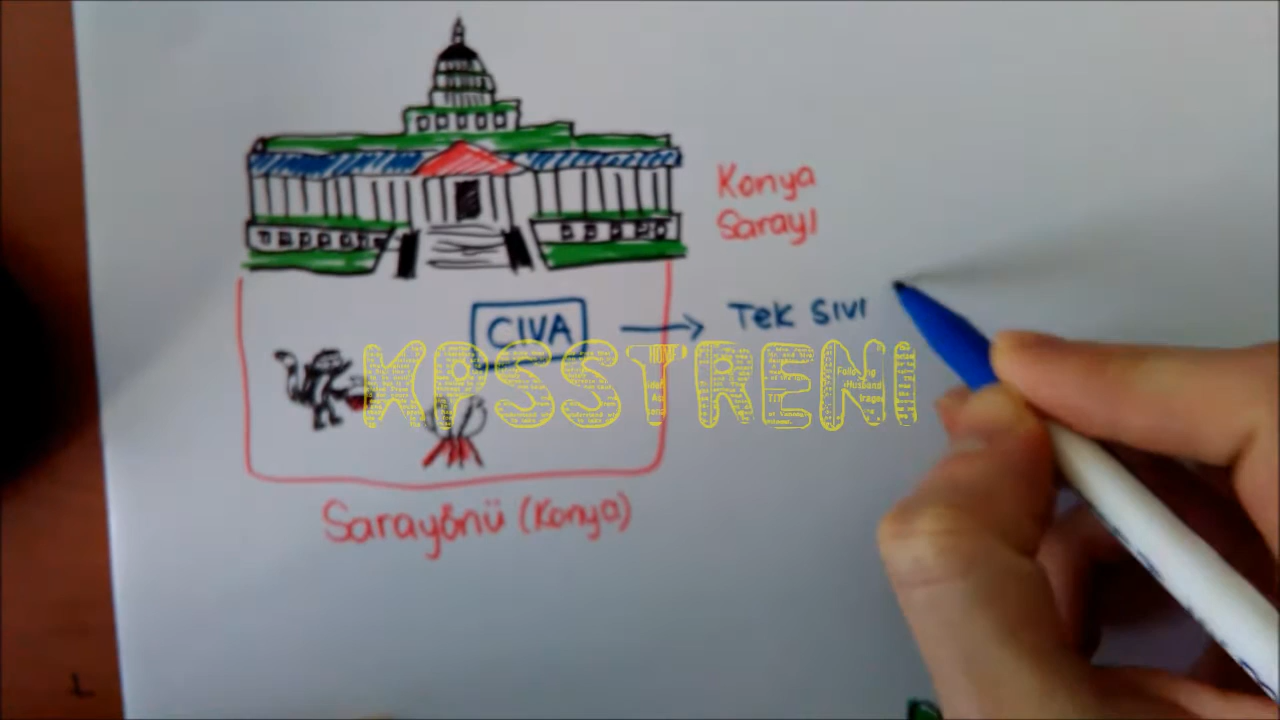 Konya
Sarayı
CIVA
Tek sıvı
KPSSTRENI
Sarayönü (Konya)